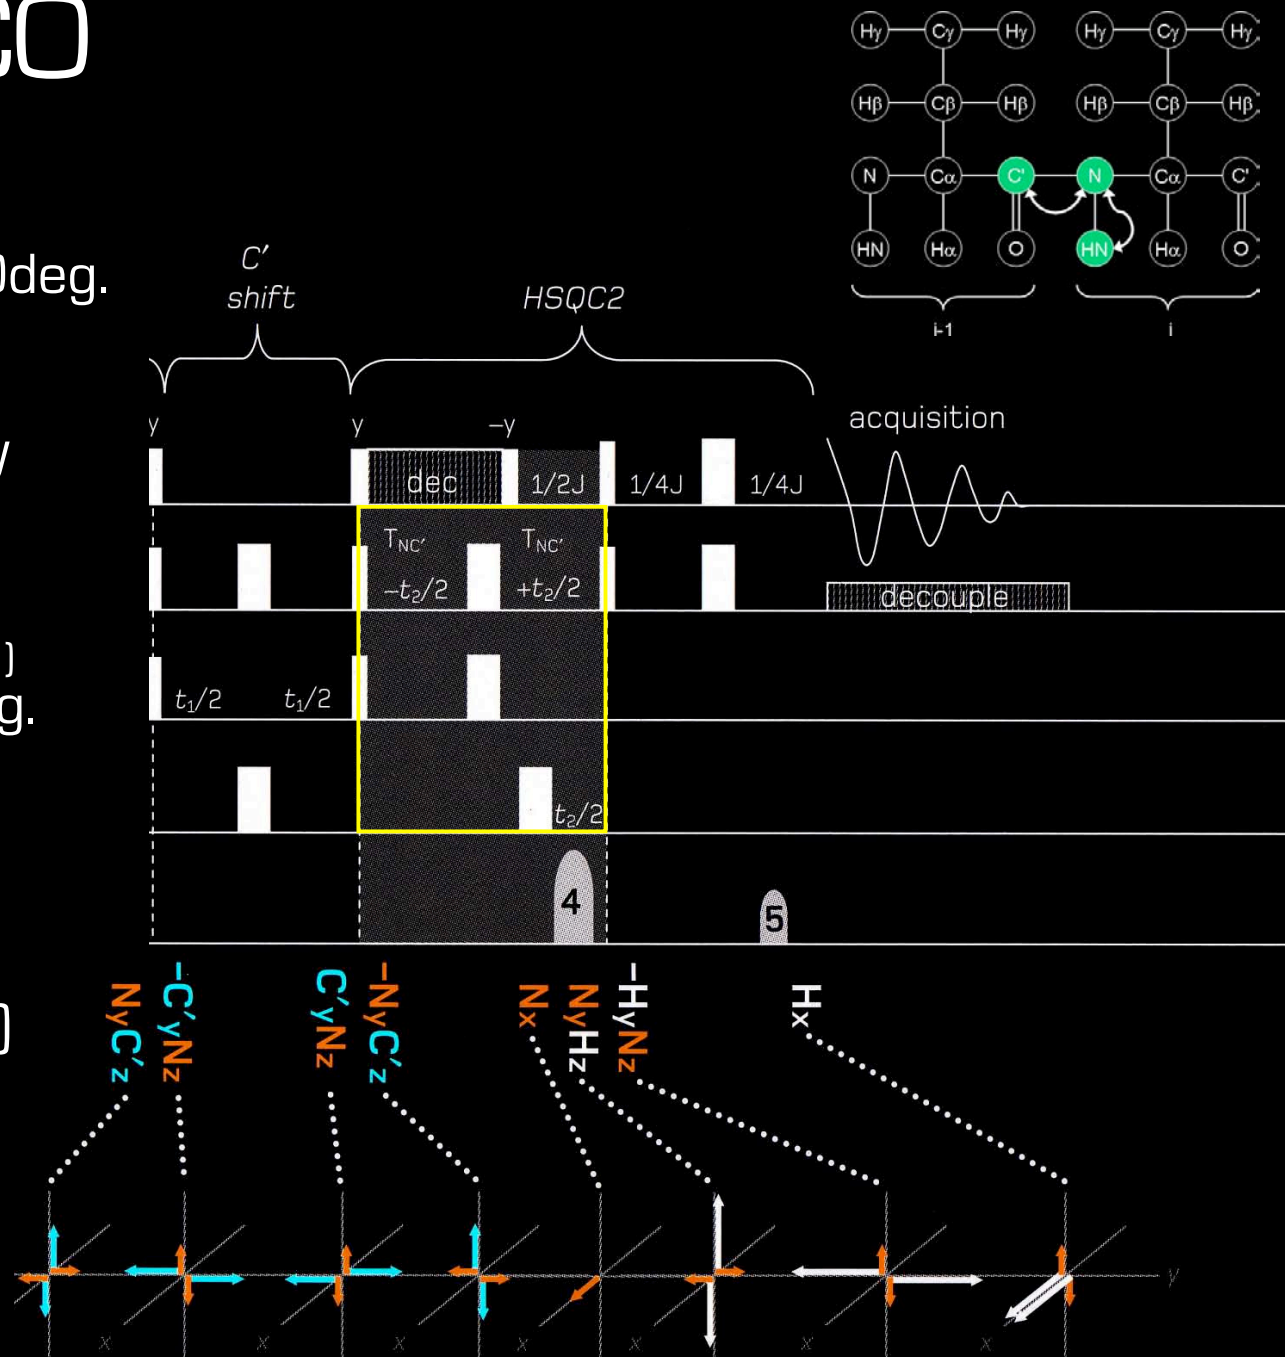 CO
Hγ Cγ Hγ Hγ Cγ Hγ
Hβ Cβ Hβ Hβ Cβ Hβ
N Cα C' N Cα C'
HN Hα O HN Hα O
i-1 i
0deg.
C'
shift
HSQC2
acquisition
y y –y
dec 1/2J 1/4J 1/4J
T_NC' T_NC'
–t₂/2 +t₂/2
decouple
)
g.
t₁/2 t₁/2
t₂/2
4
5
)
NyC'z
–C'yNz
C'yNz
–NyC'z
Nx
NyHz
–HyNz
Hx
y
x x x x x x